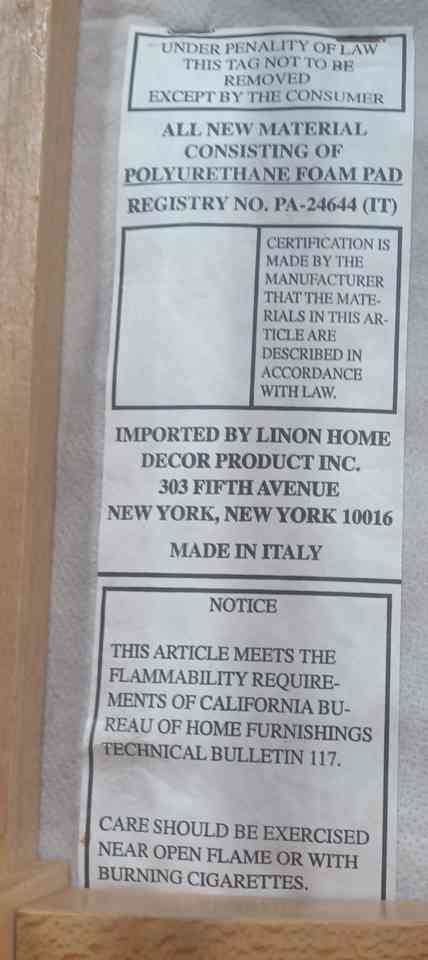 UNDER PENALITY OF LAW
THIS TAG NOT TO BE
REMOVED
EXCEPT BY THE CONSUMER
ALL NEW MATERIAL
CONSISTING OF
POLYURETHANE FOAM PAD
REGISTRY NO. PA-24644 (IT)
CERTIFICATION IS
MADE BY THE
MANUFACTURER
THAT THE MATE-
RIALS IN THIS AR-
TICLE ARE
DESCRIBED IN
ACCORDANCE
WITH LAW.
IMPORTED BY LINON HOME
DECOR PRODUCT INC.
303 FIFTH AVENUE
NEW YORK, NEW YORK 10016
MADE IN ITALY
NOTICE
THIS ARTICLE MEETS THE
FLAMMABILITY REQUIRE-
MENTS OF CALIFORNIA BU-
REAU OF HOME FURNISHINGS
TECHNICAL BULLETIN 117.
CARE SHOULD BE EXERCISED
NEAR OPEN FLAME OR WITH
BURNING CIGARETTES.